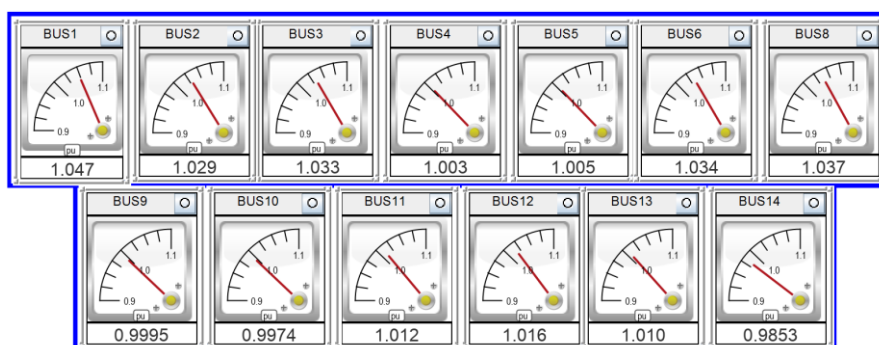 BUS1 BUS2 BUS3 BUS4 BUS5 BUS6 BUS8
1.1 1.1 1.1 1.1 1.1 1.1 1.1
1.0 1.0 1.0 1.0 1.0 1.0 1.0
0.9 0.9 0.9 0.9 0.9 0.9 0.9
pu pu pu pu pu pu pu
1.047 1.029 1.033 1.003 1.005 1.034 1.037
BUS9 BUS10 BUS11 BUS12 BUS13 BUS14
1.1 1.1 1.1 1.1 1.1 1.1
1.0 1.0 1.0 1.0 1.0 1.0
0.9 0.9 0.9 0.9 0.9 0.9
pu pu pu pu pu pu
0.9995 0.9974 1.012 1.016 1.010 0.9853